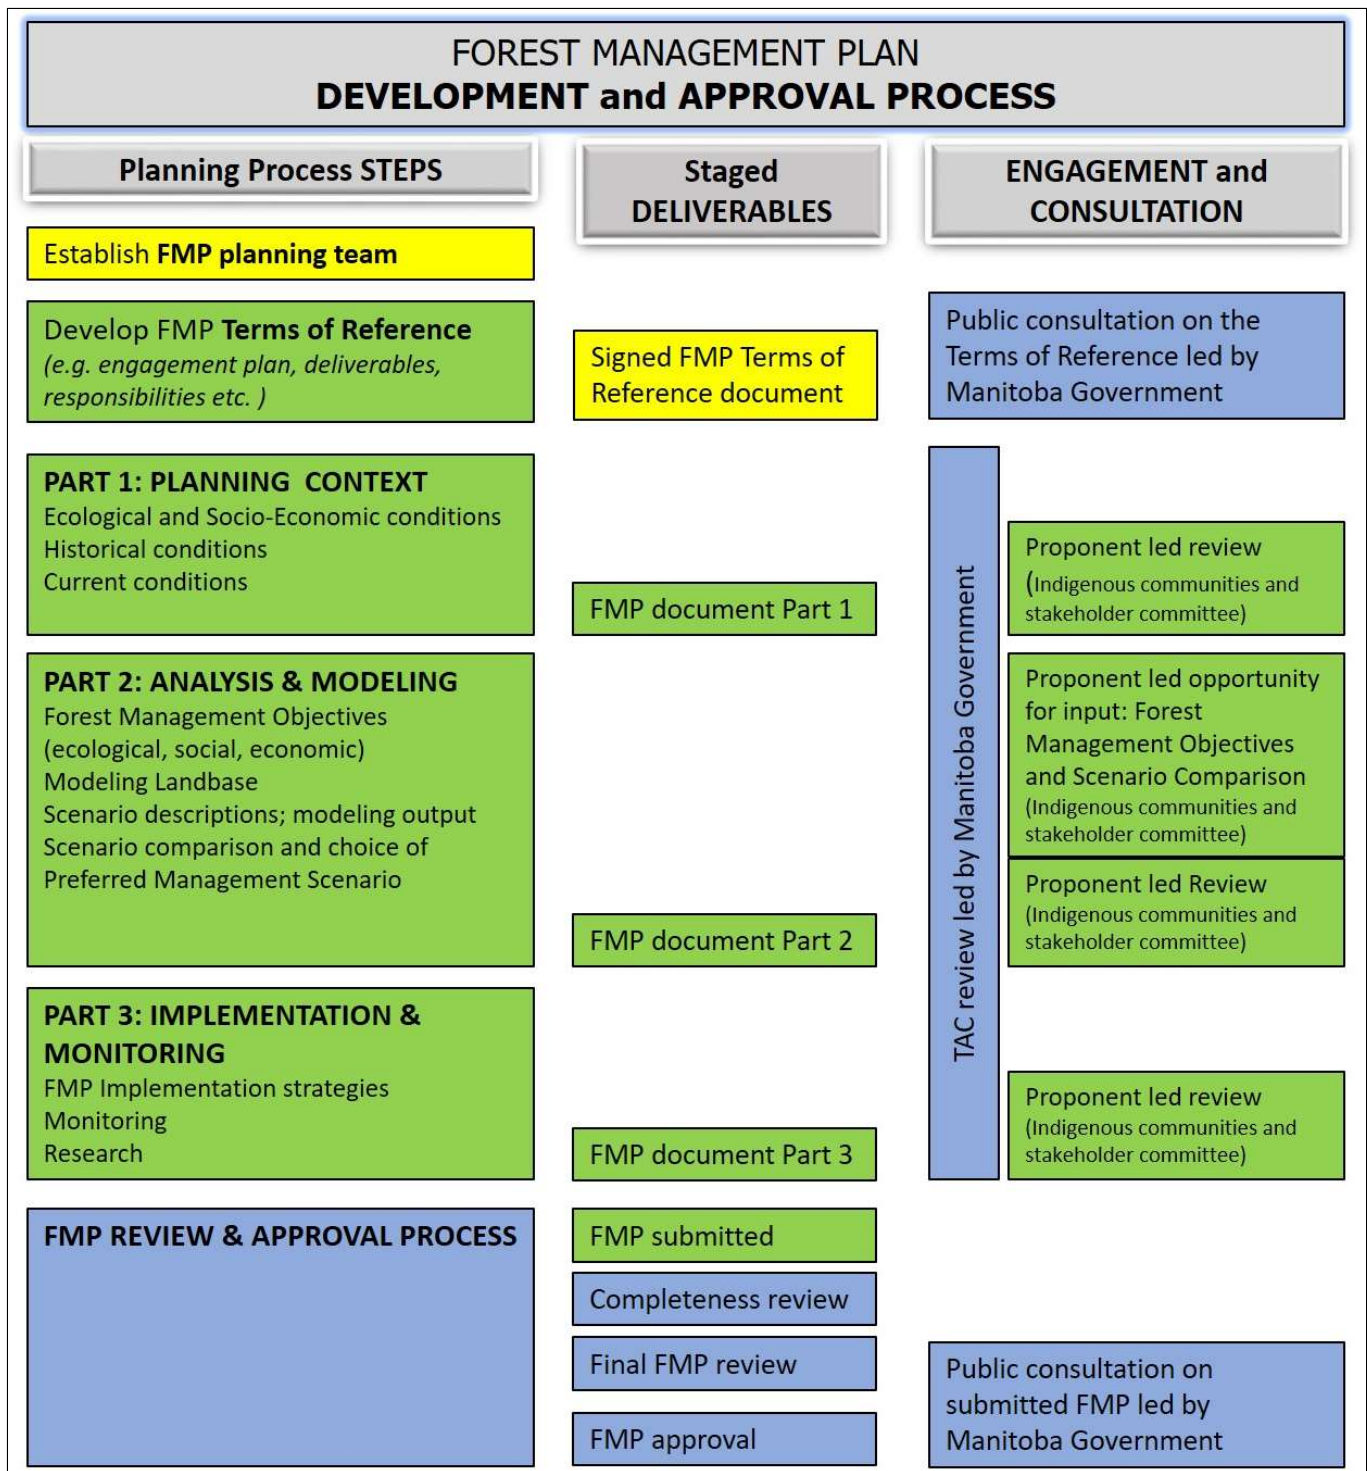 FOREST MANAGEMENT PLAN
DEVELOPMENT and APPROVAL PROCESS
Planning Process STEPS
Establish FMP planning team
Develop FMP Terms of Reference
(e.g. engagement plan, deliverables,
responsibilities etc. )
PART 1: PLANNING CONTEXT
Ecological and Socio-Economic conditions
Historical conditions
Current conditions
PART 2: ANALYSIS & MODELING
Forest Management Objectives
(ecological, social, economic)
Modeling Landbase
Scenario descriptions; modeling output
Scenario comparison and choice of
Preferred Management Scenario
PART 3: IMPLEMENTATION &
MONITORING
FMP Implementation strategies
Monitoring
Research
FMP REVIEW & APPROVAL PROCESS
Staged
DELIVERABLES
Signed FMP Terms of
Reference document
FMP document Part 1
FMP document Part 2
FMP document Part 3
FMP submitted
Completeness review
Final FMP review
FMP approval
ENGAGEMENT and
CONSULTATION
Public consultation on the
Terms of Reference led by
Manitoba Government
TAC review led by Manitoba Government
Proponent led review
(Indigenous communities and
stakeholder committee)
Proponent led opportunity
for input: Forest
Management Objectives
and Scenario Comparison
(Indigenous communities and
stakeholder committee)
Proponent led Review
(Indigenous communities and
stakeholder committee)
Proponent led review
(Indigenous communities and
stakeholder committee)
Public consultation on
submitted FMP led by
Manitoba Government